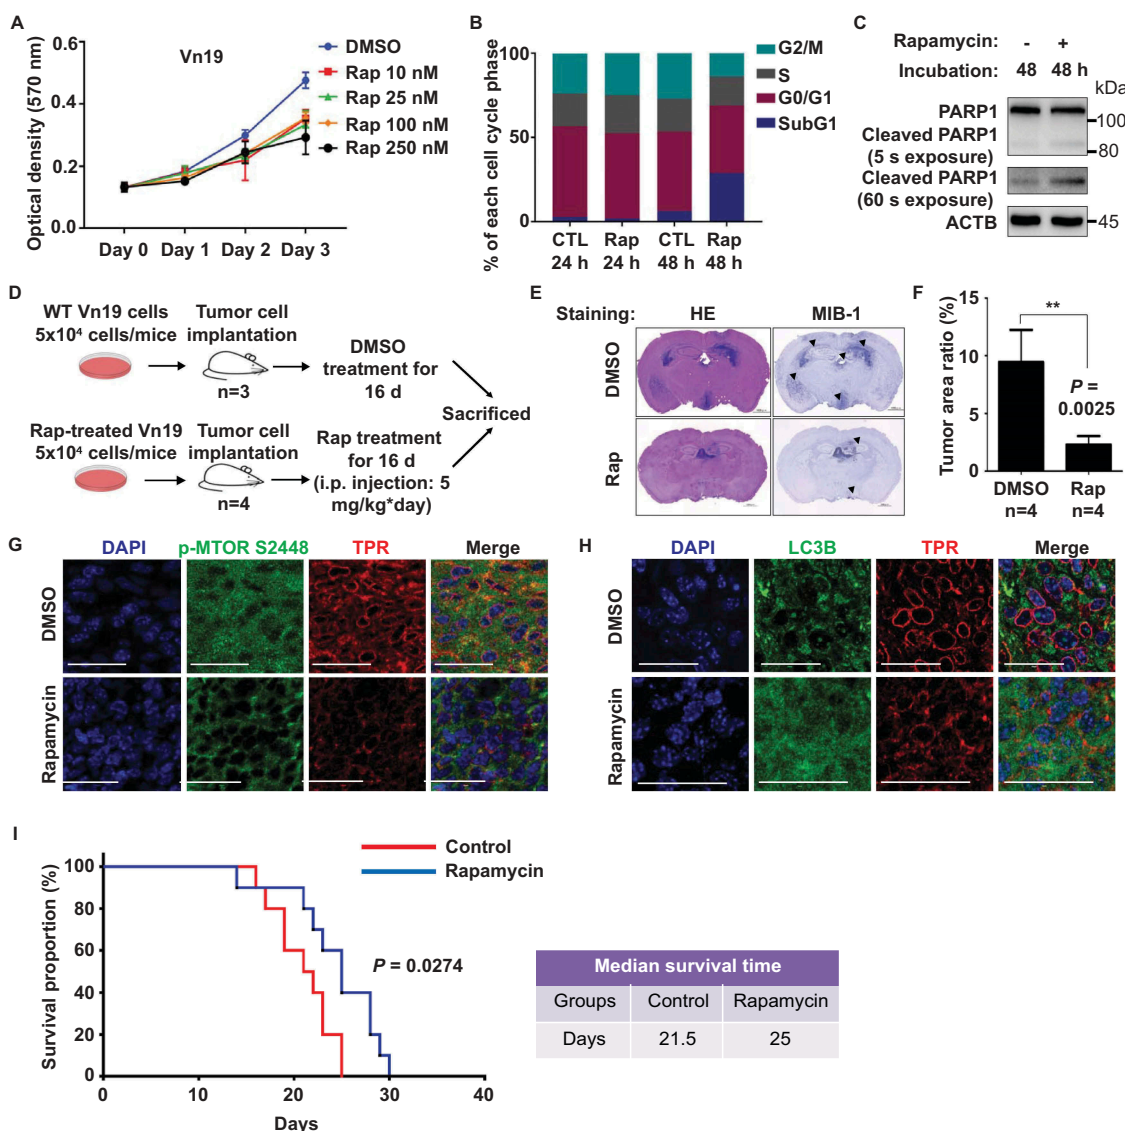 A
Vn19
Optical density (570 nm)
0.6
0.4
0.2
0.0
Day 0 Day 1 Day 2 Day 3
DMSO
Rap 10 nM
Rap 25 nM
Rap 100 nM
Rap 250 nM
B
% of each cell cycle phase
100
50
0
CTL Rap CTL Rap
24 h 24 h 48 h 48 h
G2/M
S
G0/G1
SubG1
C
Rapamycin: - +
Incubation: 48 48 h
kDa
PARP1
100
Cleaved PARP1
(5 s exposure)
80
Cleaved PARP1
(60 s exposure)
ACTB
45
D
WT Vn19 cells
5x10⁴ cells/mice
Tumor cell
implantation
n=3
DMSO
treatment for
16 d
Sacrificed
Rap-treated Vn19
5x10⁴ cells/mice
Tumor cell
implantation
n=4
Rap treatment
for 16 d
(i.p. injection: 5
mg/kg*day)
E
Staining: HE MIB-1
DMSO
Rap
F
Tumor area ratio (%)
15
10
5
0
**
P =
0.0025
DMSO Rap
n=4 n=4
G
DAPI p-MTOR S2448 TPR Merge
DMSO
Rapamycin
H
DAPI LC3B TPR Merge
DMSO
Rapamycin
I
Survival proportion (%)
100
80
60
40
20
0
0 10 20 30 40
Days
Control
Rapamycin
P = 0.0274
Median survival time
Groups Control Rapamycin
Days 21.5 25